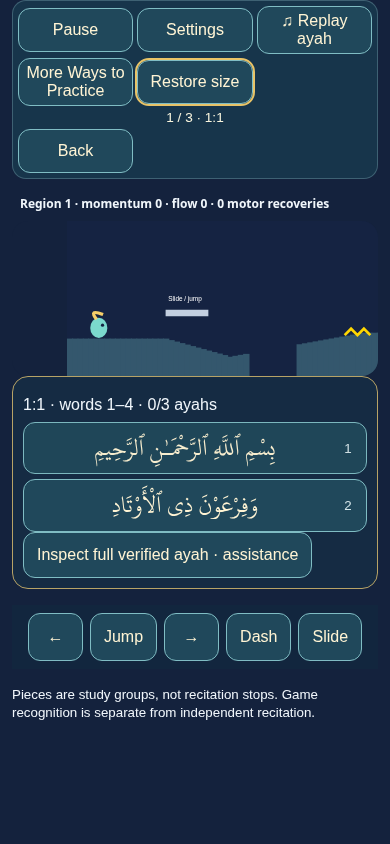 Pause
Settings
♫ Replay
ayah
More Ways to
Practice
Restore size
1 / 3 · 1:1
Back
Region 1 · momentum 0 · flow 0 · 0 motor recoveries
Slide / jump
1:1 · words 1–4 · 0/3 ayahs
بِسْمِ ٱللَّهِ ٱلرَّحْمَـٰنِ ٱلرَّحِيمِ 1
وَفِرْعَوْنَ ذِى ٱلْأَوْتَادِ 2
Inspect full verified ayah · assistance
←
Jump
→
Dash
Slide
Pieces are study groups, not recitation stops. Game
recognition is separate from independent recitation.